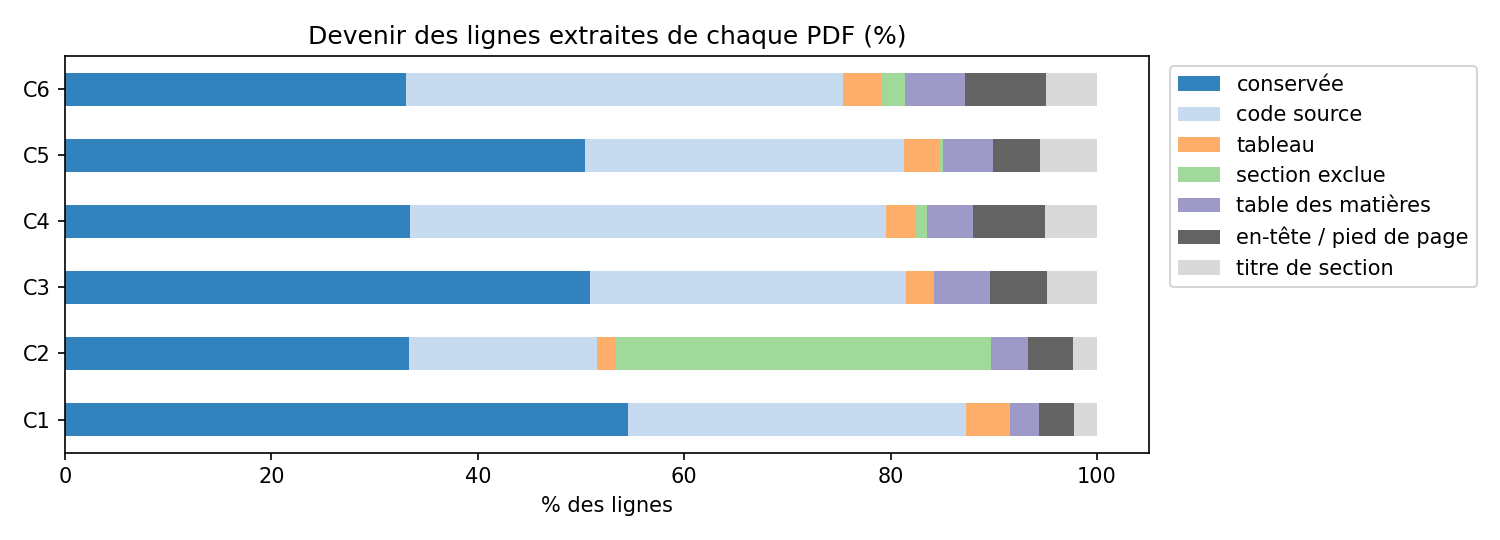 Devenir des lignes extraites de chaque PDF (%)
C6
C5
C4
C3
C2
C1
0 20 40 60 80 100
% des lignes
conservée
code source
tableau
section exclue
table des matières
en-tête / pied de page
titre de section